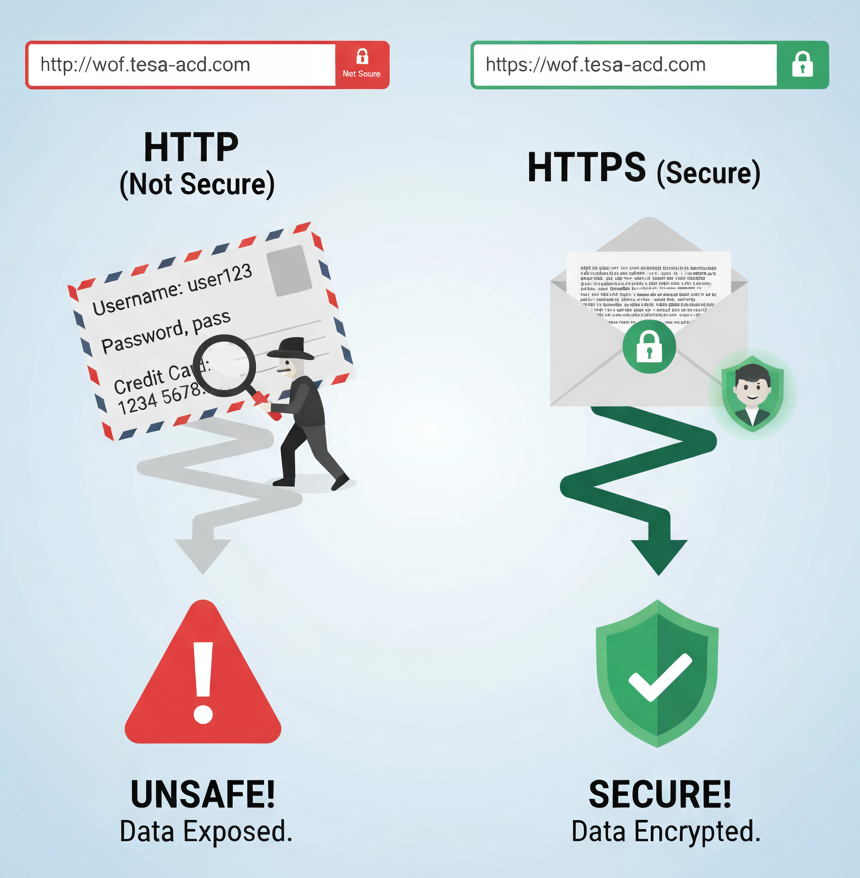 http://wof.tesa-acd.com
Net Soure
https://wof.tesa-acd.com
HTTP
(Not Secure)
HTTPS (Secure)
Username: user123
Password, pass
Credit Card:
1234 5678.
UNSAFE!
Data Exposed.
SECURE!
Data Encrypted.